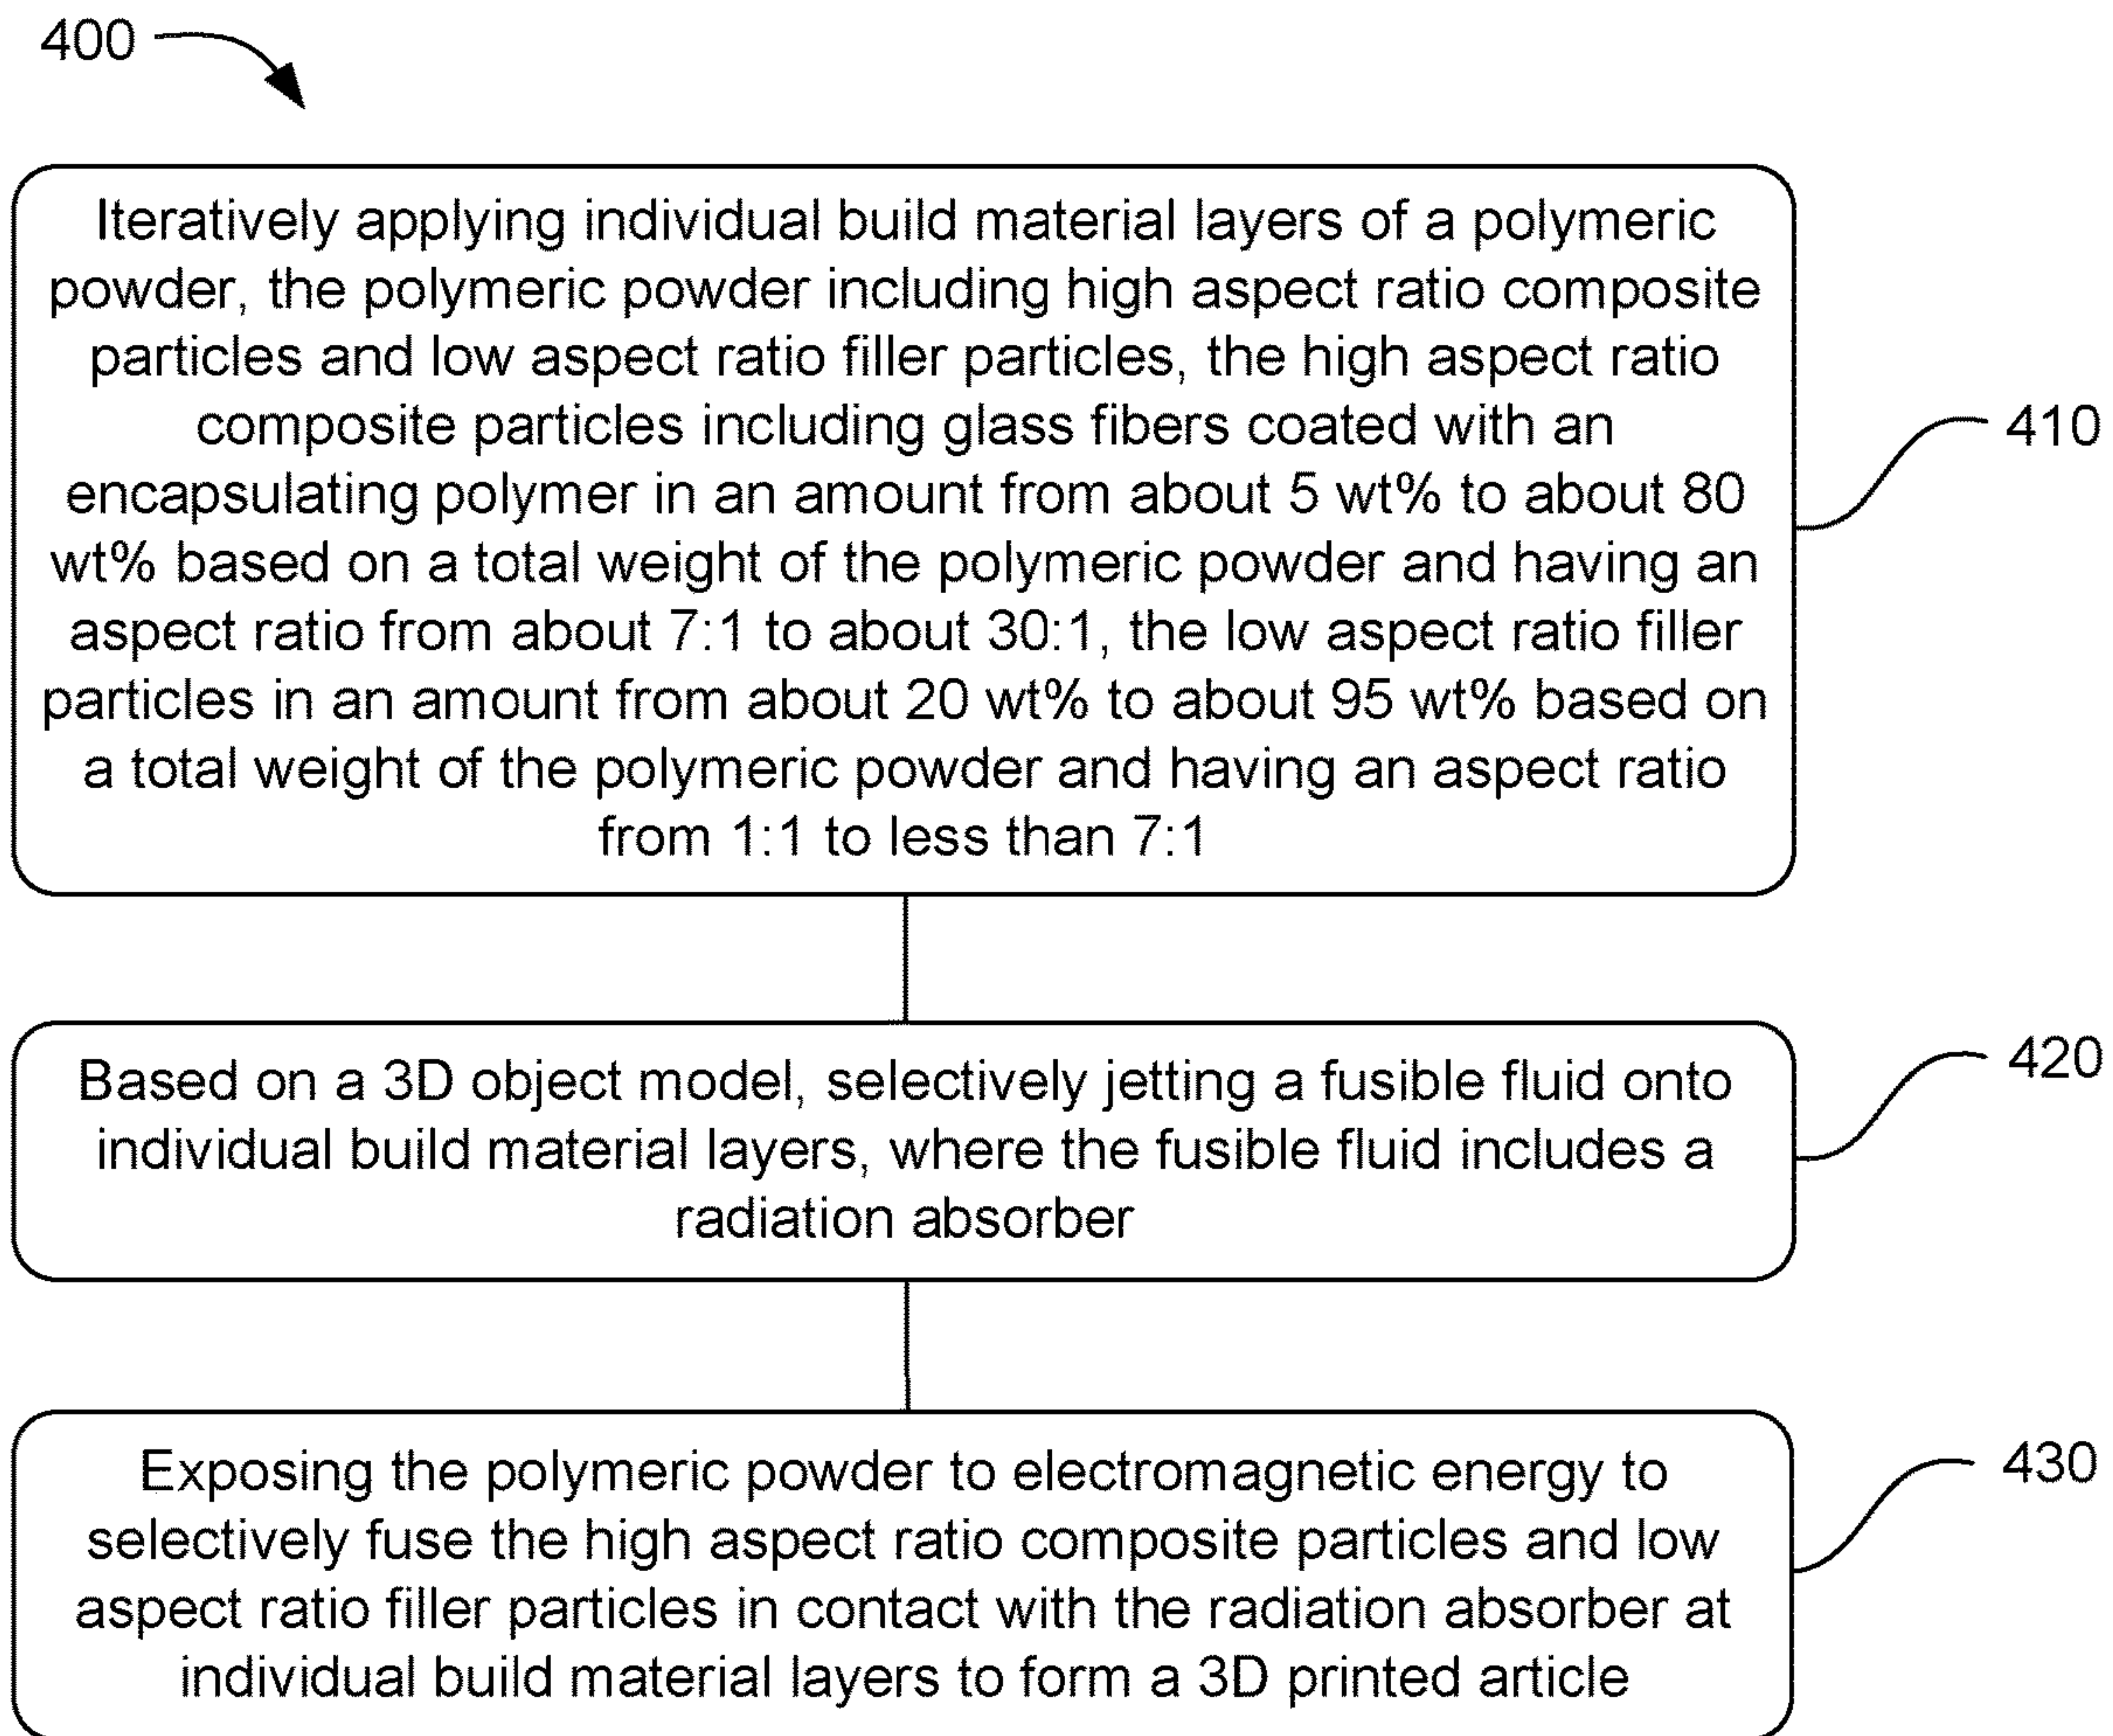 400
Iteratively applying individual build material layers of a polymeric
powder, the polymeric powder including high aspect ratio composite
particles and low aspect ratio filler particles, the high aspect ratio
composite particles including glass fibers coated with an
encapsulating polymer in an amount from about 5 wt% to about 80
wt% based on a total weight of the polymeric powder and having an
aspect ratio from about 7:1 to about 30:1, the low aspect ratio filler
particles in an amount from about 20 wt% to about 95 wt% based on
a total weight of the polymeric powder and having an aspect ratio
from 1:1 to less than 7:1
410
Based on a 3D object model, selectively jetting a fusible fluid onto
individual build material layers, where the fusible fluid includes a
radiation absorber
420
Exposing the polymeric powder to electromagnetic energy to
selectively fuse the high aspect ratio composite particles and low
aspect ratio filler particles in contact with the radiation absorber at
individual build material layers to form a 3D printed article
430